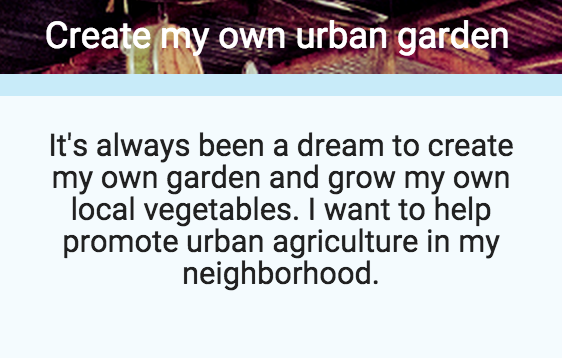 Create my own urban garden
It's always been a dream to create
my own garden and grow my own
local vegetables. I want to help
promote urban agriculture in my
neighborhood.